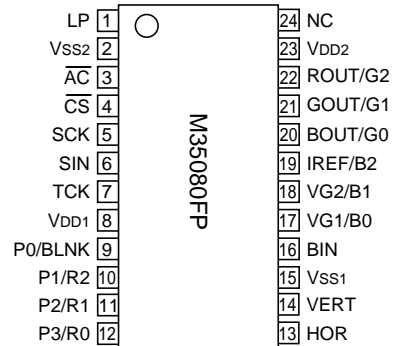 LP 1
VSS2 2
AC 3
CS 4
SCK 5
SIN 6
TCK 7
VDD1 8
P0/BLNK 9
P1/R2 10
P2/R1 11
P3/R0 12
M35080FP
24 NC
23 VDD2
22 ROUT/G2
21 GOUT/G1
20 BOUT/G0
19 IREF/B2
18 VG2/B1
17 VG1/B0
16 BIN
15 VSS1
14 VERT
13 HOR